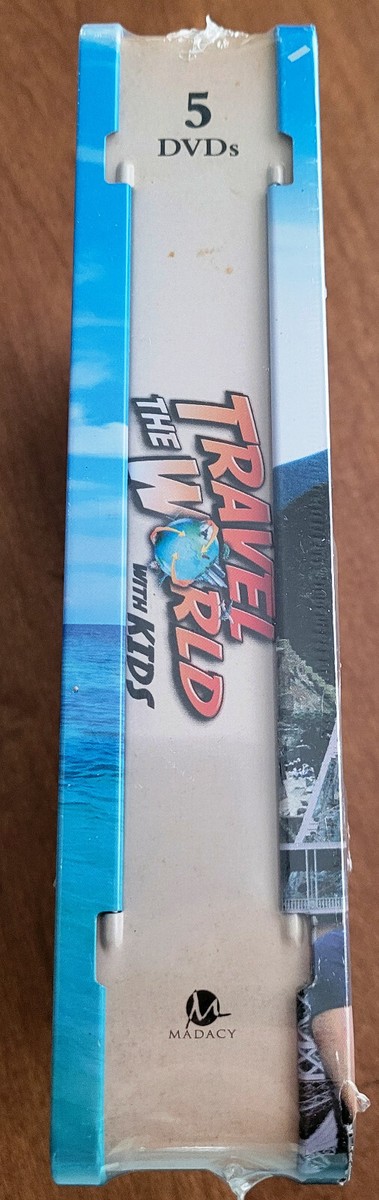 5
DVDs
TRAVEL
THE WORLD
WITH KIDS
MADACY